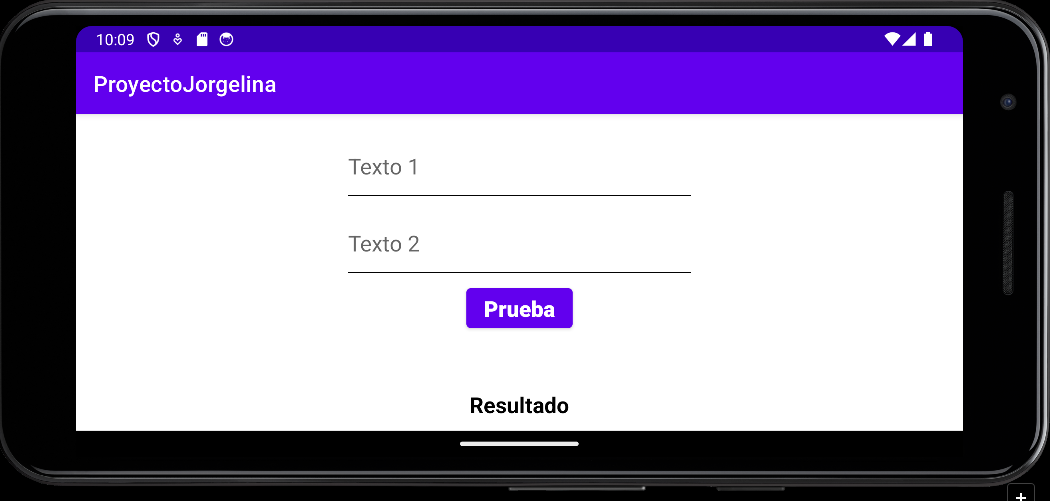 10:09
ProyectoJorgelina
Texto 1
Texto 2
Prueba
Resultado